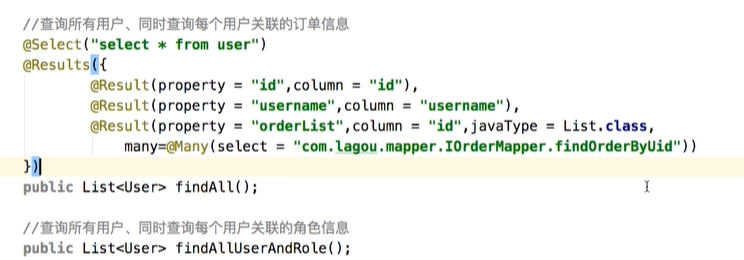 //查询所有用户、同时查询每个用户关联的订单信息
@Select("select * from user")
@Results({
@Result(property = "id",column = "id"),
@Result(property = "username",column = "username"),
@Result(property = "orderList",column = "id",javaType = List.class,
many=@Many(select = "com.lagou.mapper.IOrderMapper.findOrderByUid"))
})
public List<User> findAll();
//查询所有用户、同时查询每个用户关联的角色信息
public List<User> findAllUserAndRole();